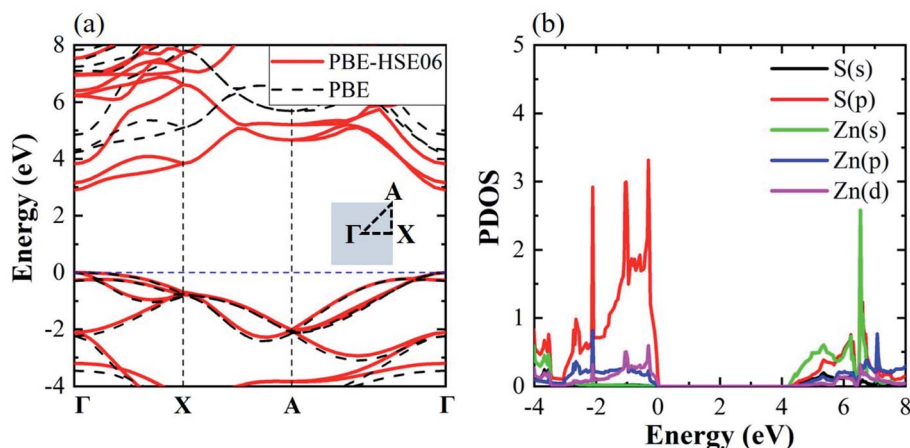 (a)
8
6
4
2
0
-2
-4
Energy (eV)
PBE-HSE06
PBE
A
Γ
X
Γ
X
A
Γ
(b)
5
4
3
2
1
0
PDOS
S(s)
S(p)
Zn(s)
Zn(p)
Zn(d)
-4
-2
0
2
4
6
8
Energy (eV)